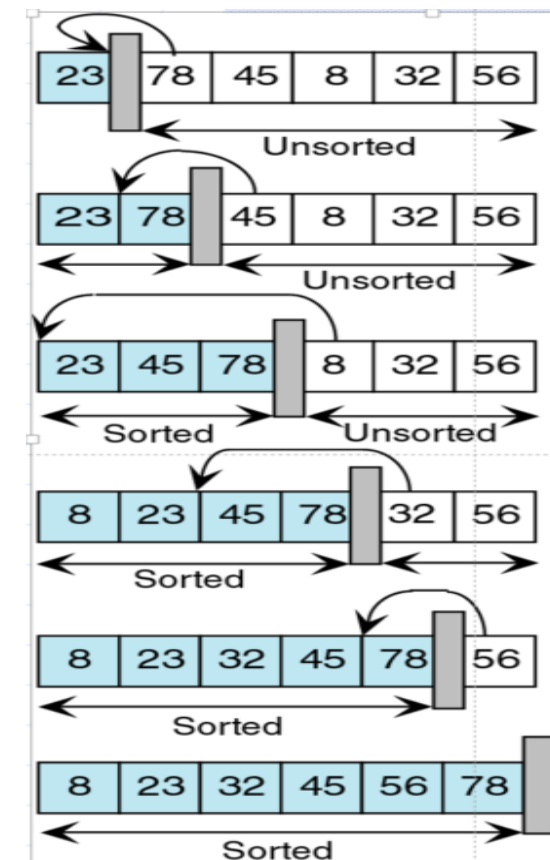 23 78 45 8 32 56
Unsorted
23 78 45 8 32 56
Unsorted
23 45 78 8 32 56
Sorted Unsorted
8 23 45 78 32 56
Sorted
8 23 32 45 78 56
Sorted
8 23 32 45 56 78
Sorted